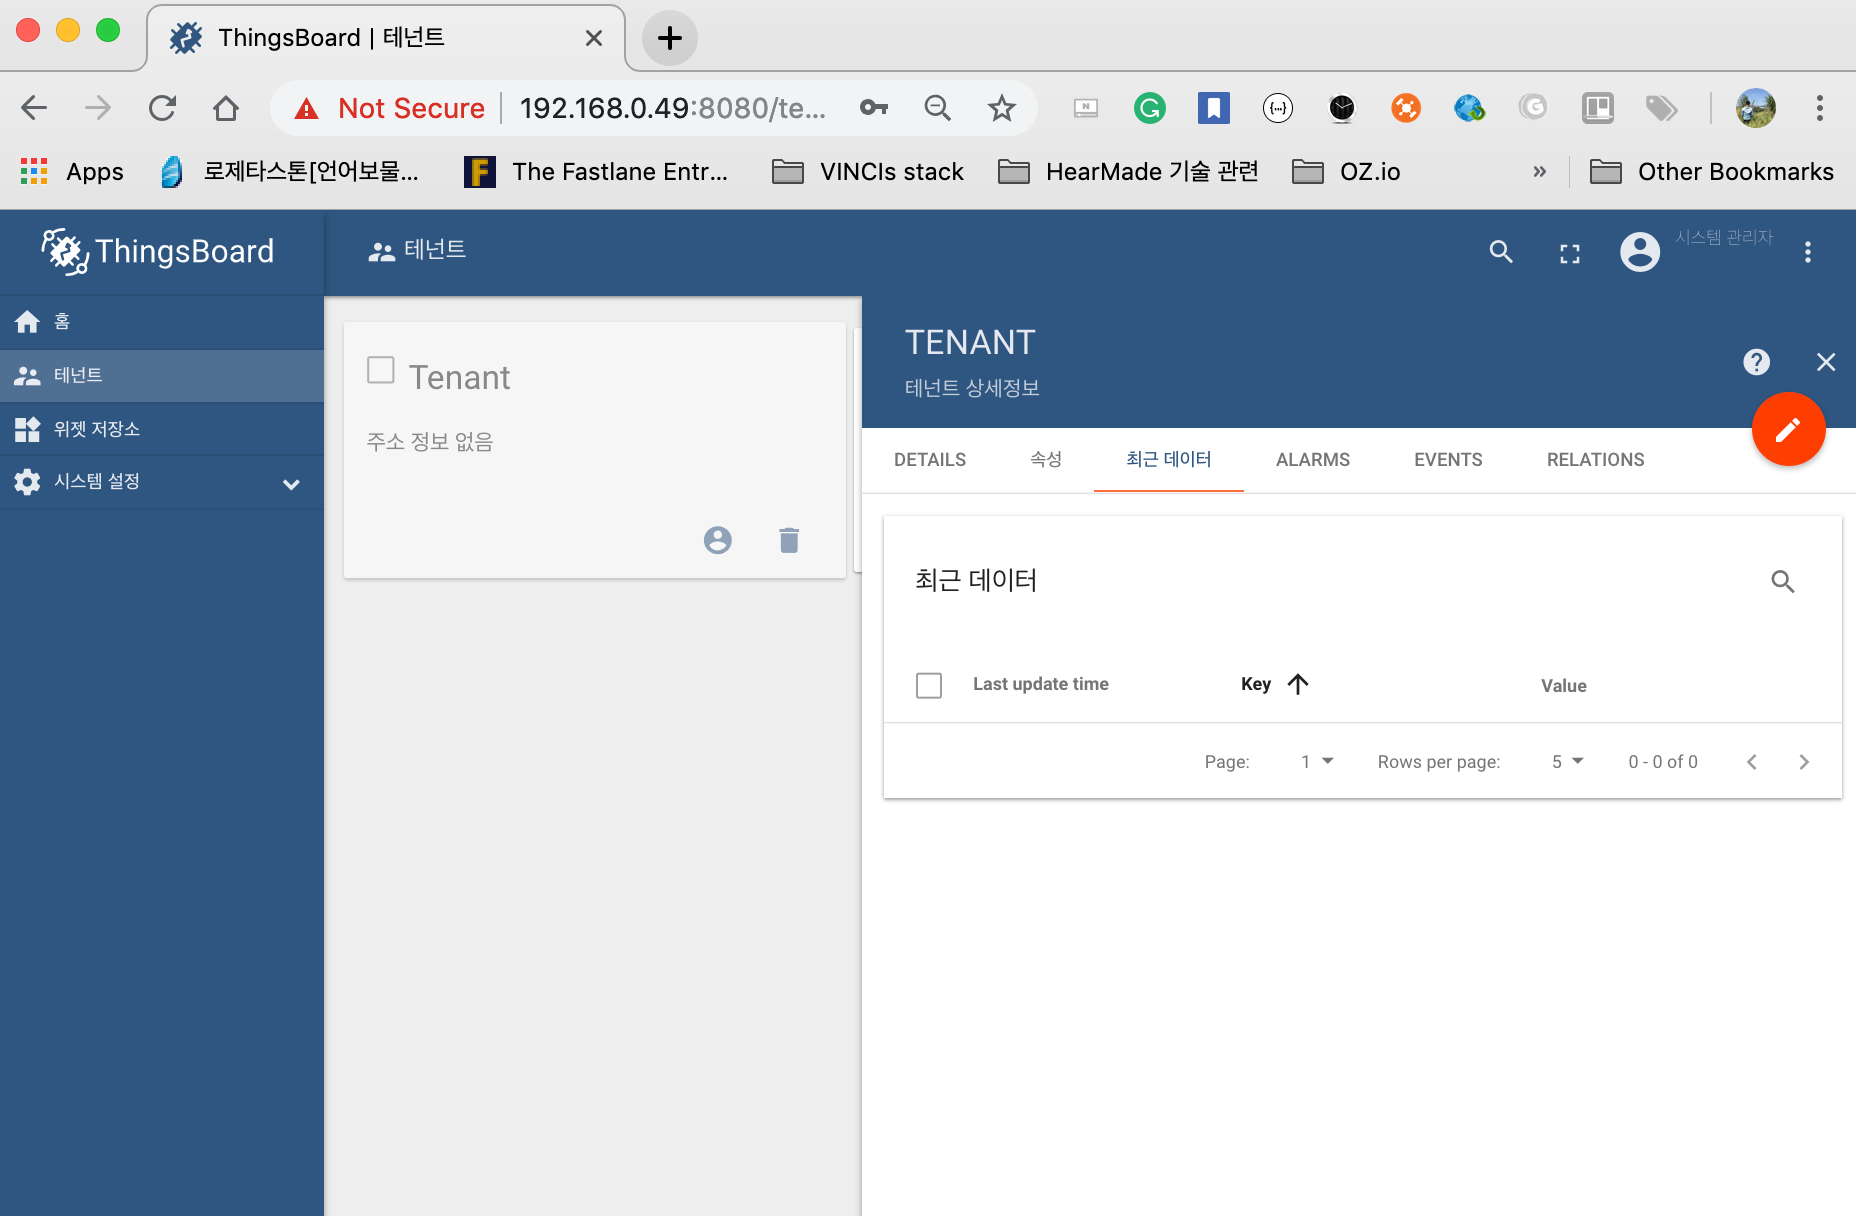 ThingsBoard | 테넌트
Not Secure
192.168.0.49:8080/te...
Apps
로제타스톤[언어보물...
The Fastlane Entr...
VINCIs stack
HearMade 기술 관련
OZ.io
»
Other Bookmarks
ThingsBoard
테넌트
시스템 관리자
홈
테넌트
위젯 저장소
시스템 설정
Tenant
주소 정보 없음
TENANT
테넌트 상세정보
DETAILS
속성
최근 데이터
ALARMS
EVENTS
RELATIONS
최근 데이터
Last update time
Key
Value
Page:
1
Rows per page:
5
0 - 0 of 0